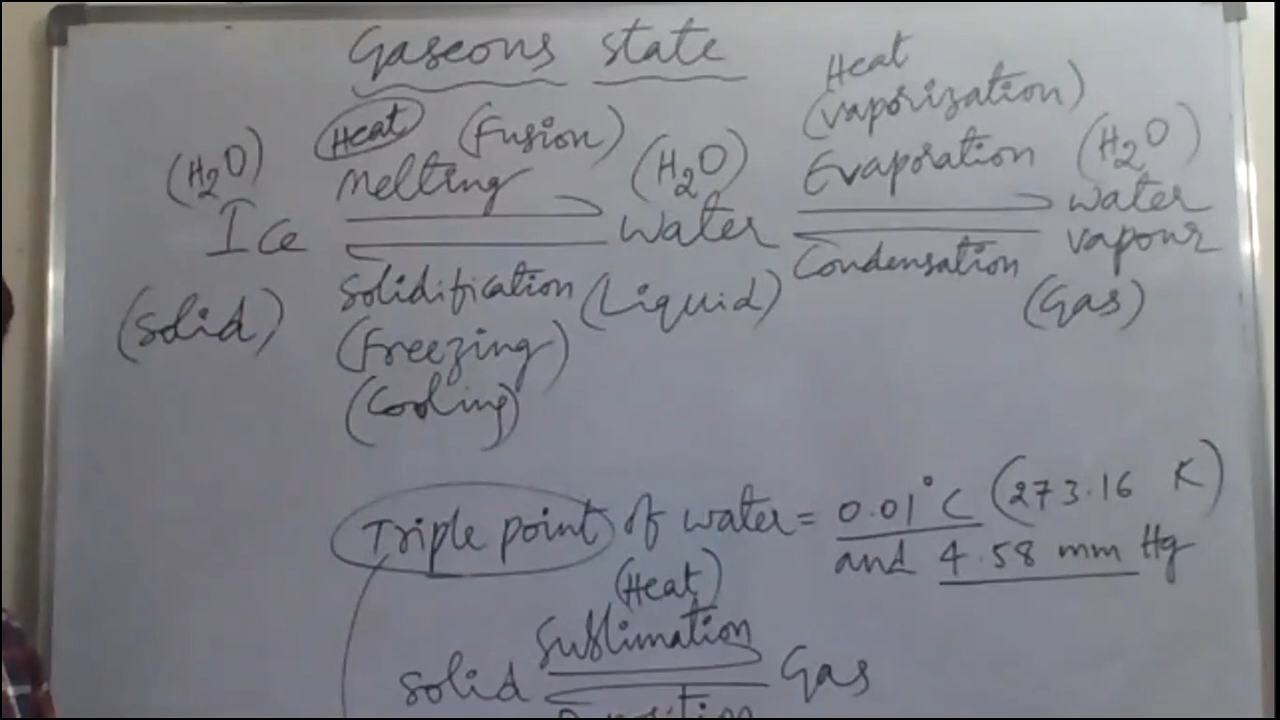 Gaseous state
Heat
(vaporization)
(Heat) (Fusion)
(H2O) melting (H2O) Evaporation (H2O)
Ice ⇌ water ⇌ water
vapour
Solidification Condensation
(Solid) (Freezing) (Liquid) (Gas)
(Cooling)
Triple point of water = 0.01°C (273.16 K)
and 4.58 mm Hg
(Heat)
Sublimation
Solid ⇌ Gas